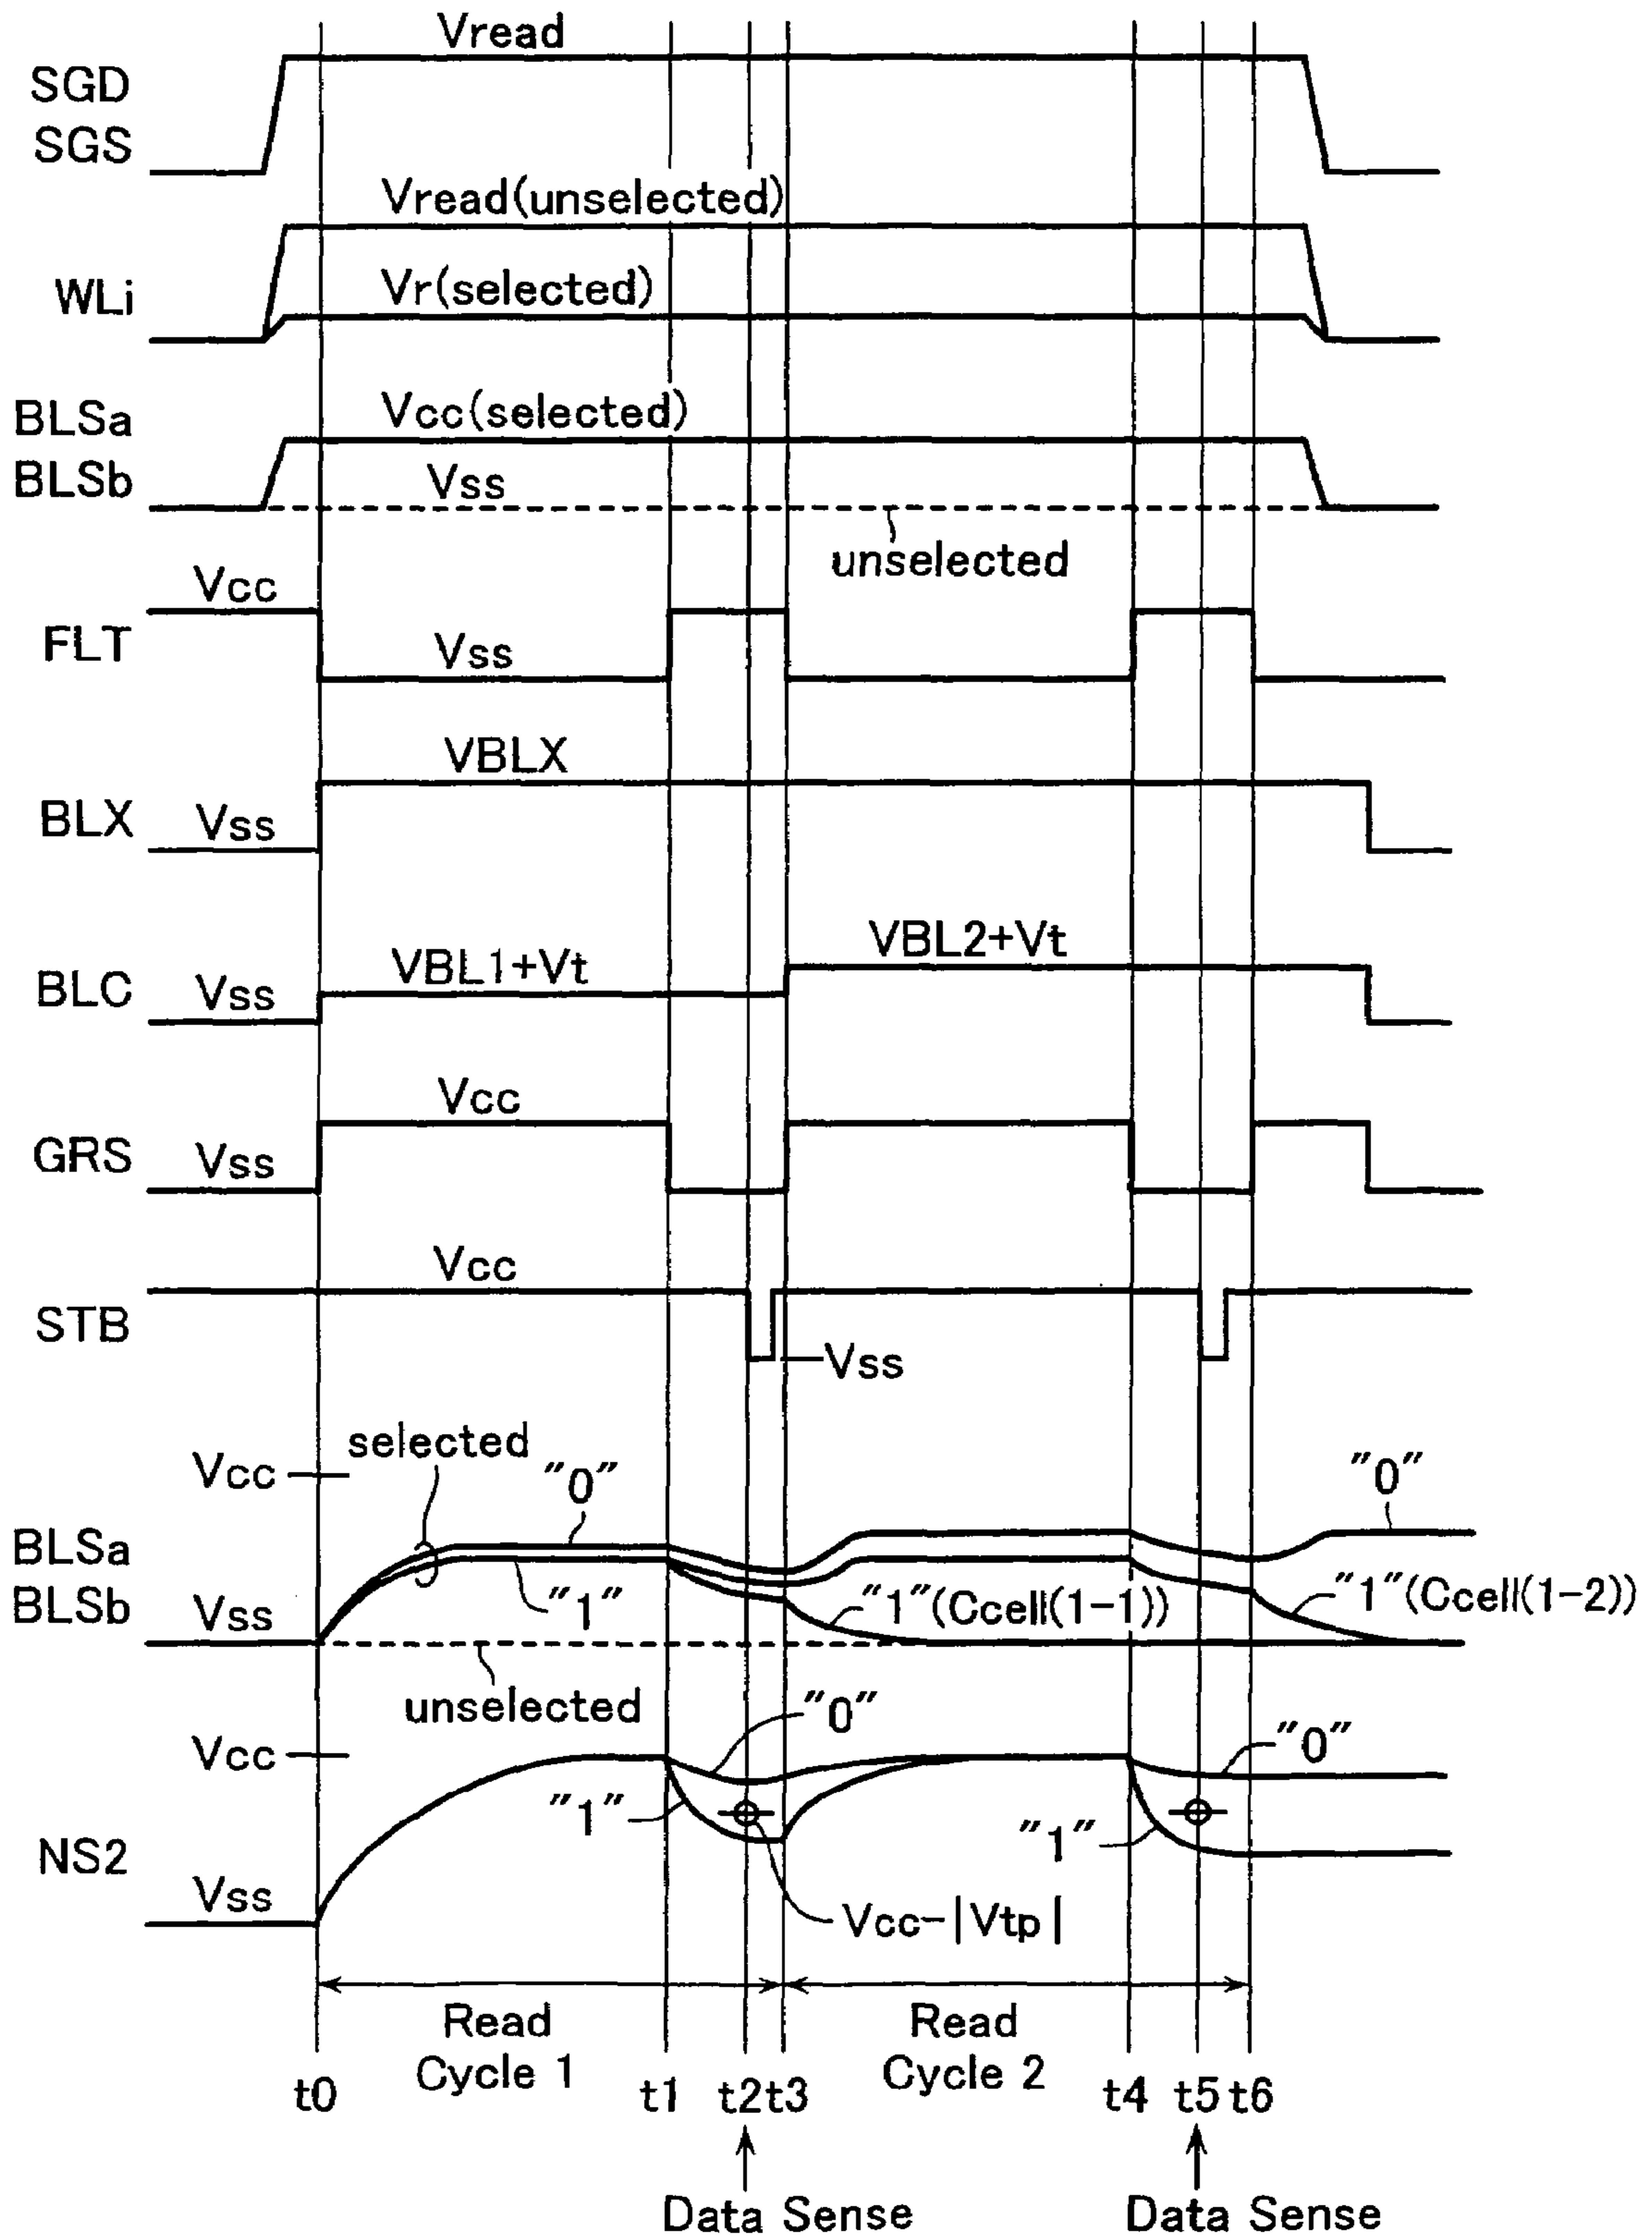 Vread
SGD
SGS
Vread(unselected)
WLi
Vr(selected)
BLSa
Vcc(selected)
BLSb
Vss
unselected
Vcc
FLT
Vss
VBLX
BLX
Vss
VBL2+Vt
VBL1+Vt
BLC
Vss
Vcc
GRS
Vss
Vcc
STB
Vss
selected
Vcc
"0"
"0"
BLSa
BLSb
Vss
"1"
"1"(Ccell(1-1))
"1"(Ccell(1-2))
unselected
"0"
Vcc
"0"
"1"
"1"
NS2
Vss
Vcc-|Vtp|
Read
Cycle 1
Read
Cycle 2
t0 t1 t2 t3 t4 t5 t6
Data Sense
Data Sense